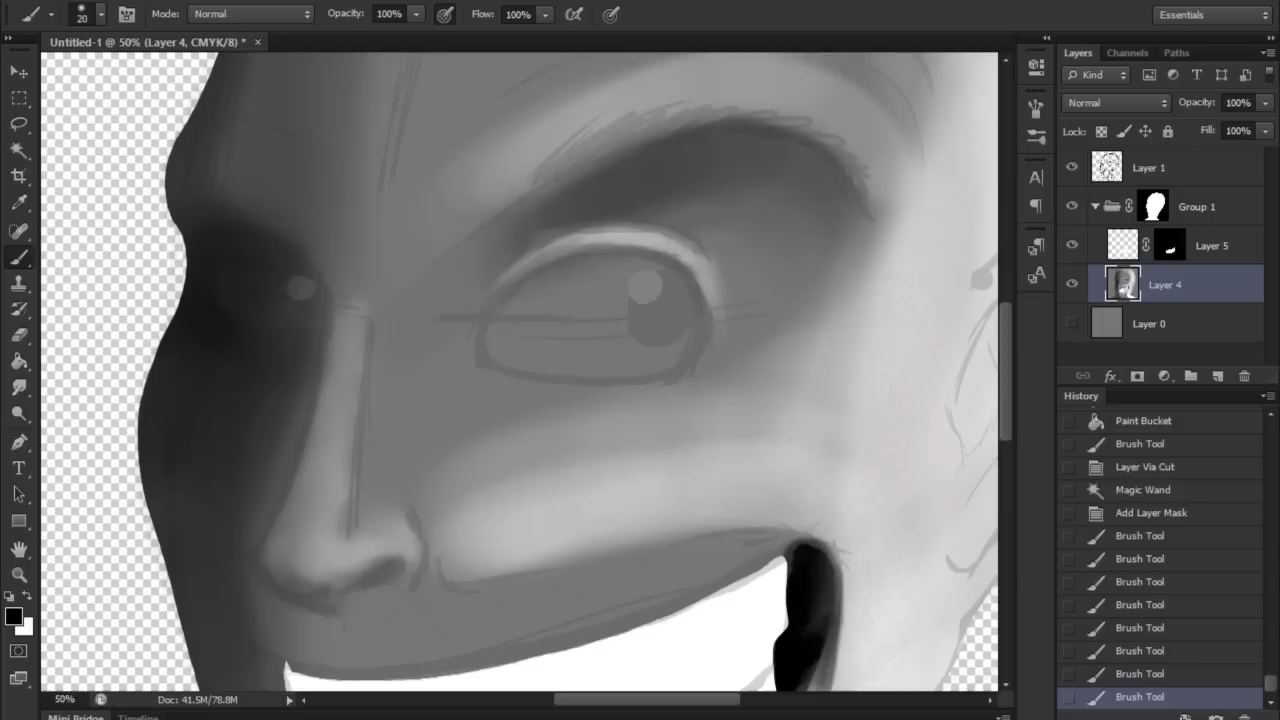 20 Mode: Normal Opacity: 100% Flow: 100% Essentials
Untitled-1 @ 50% (Layer 4, CMYK/8) * ×
Layers Channels Paths
Kind
Normal Opacity: 100%
Lock: Fill: 100%
Layer 1
Group 1
Layer 5
Layer 4
Layer 0
fx
History
Paint Bucket
Brush Tool
Layer Via Cut
Magic Wand
Add Layer Mask
Brush Tool
Brush Tool
Brush Tool
Brush Tool
Brush Tool
Brush Tool
Brush Tool
Brush Tool
50% Doc: 41.5M/78.8M
Mini Bridge Timeline